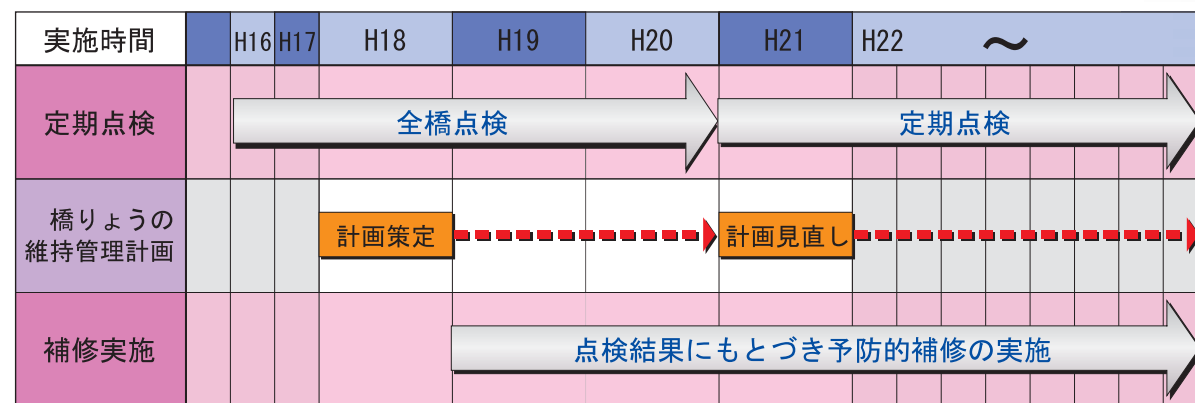 実施時間 H16 H17 H18 H19 H20 H21 H22 ～
定期点検 全橋点検 定期点検
橋りょうの
維持管理計画
計画策定 計画見直し
補修実施 点検結果にもとづき予防的補修の実施